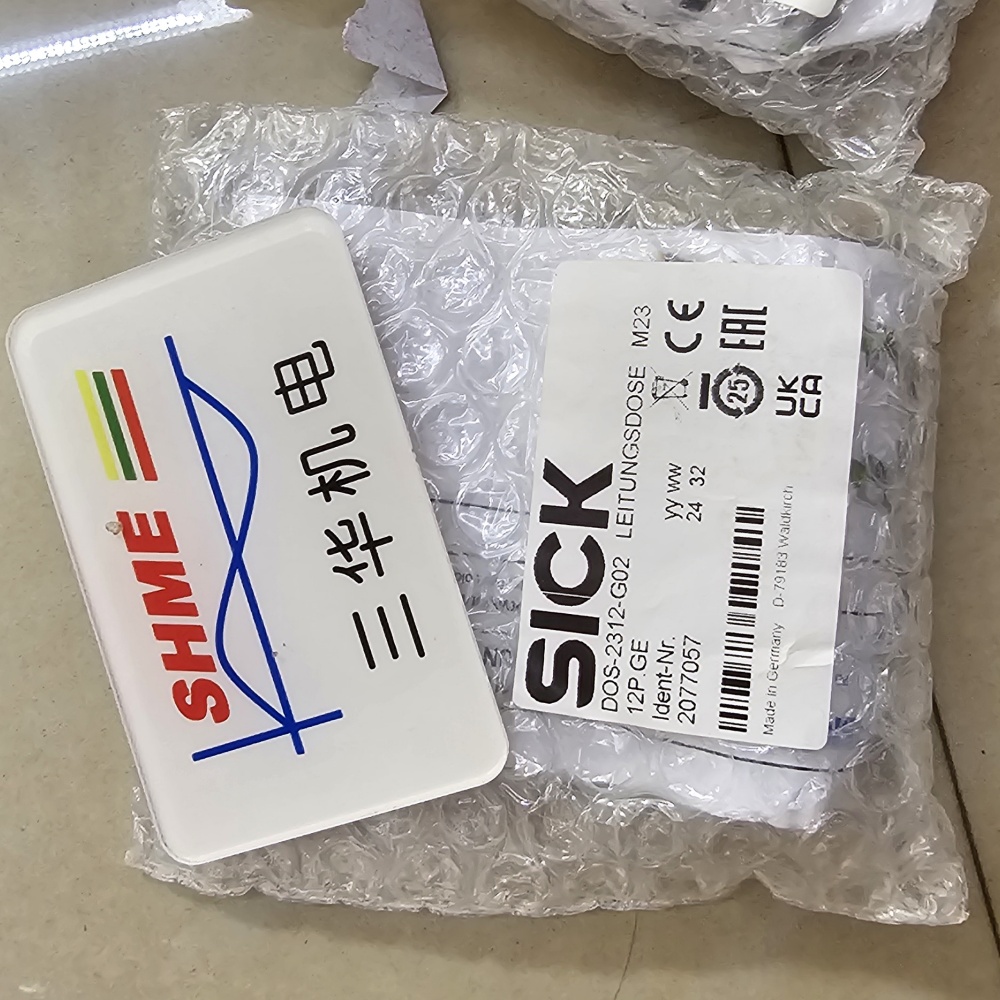 SHME
三华机电
SICK
DOS-2312-G02 LEITUNGSDOSE M23
12P.GE
Ident-Nr.
2077057
yy ww
24 32
CE
EAC
25
UK
CA
Made in Germany D-79183 Waldkirch